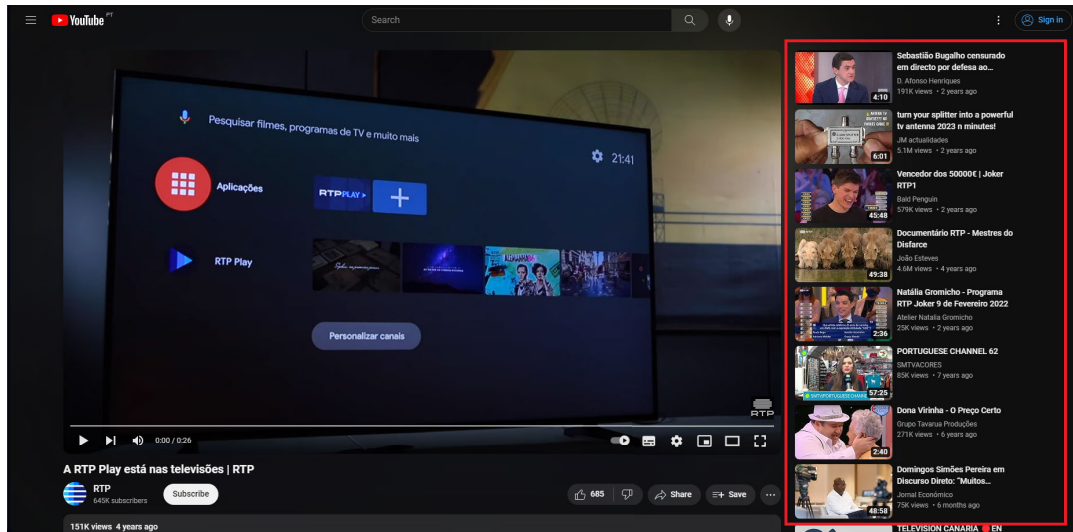 YouTube PT
Search
Sign in
Pesquisar filmes, programas de TV e muito mais
21:41
Aplicações
RTPPLAY
RTP Play
Personalizar canais
RTP
0:00 / 0:26
A RTP Play está nas televisões | RTP
RTP
645K subscribers
Subscribe
685
Share
Save
151K views 4 years ago
4:10
Sebastião Bugalho censurado
em directo por defesa ao...
D. Afonso Henriques
191K views • 2 years ago
6:01
turn your splitter into a powerful
tv antenna 2023 n minutes!
JM actualidades
5.1M views • 2 years ago
45:48
Vencedor dos 50000€ | Joker
RTP1
Bald Penguin
579K views • 2 years ago
49:38
Documentário RTP - Mestres do
Disfarce
João Esteves
4.6M views • 4 years ago
2:36
Natália Gromicho - Programa
RTP Joker 9 de Fevereiro 2022
Atelier Natalia Gromicho
25K views • 2 years ago
SMTVPORTUGUESE CHANNE
57:25
PORTUGUESE CHANNEL 62
SMTVACORES
85K views • 7 years ago
2:40
Dona Virinha - O Preço Certo
Grupo Tavarua Produções
271K views • 6 years ago
48:58
Domingos Simões Pereira em
Discurso Direto: "Muitos...
Jornal Económico
75K views • 6 months ago
TELEVISION CANARIA 🔴 EN